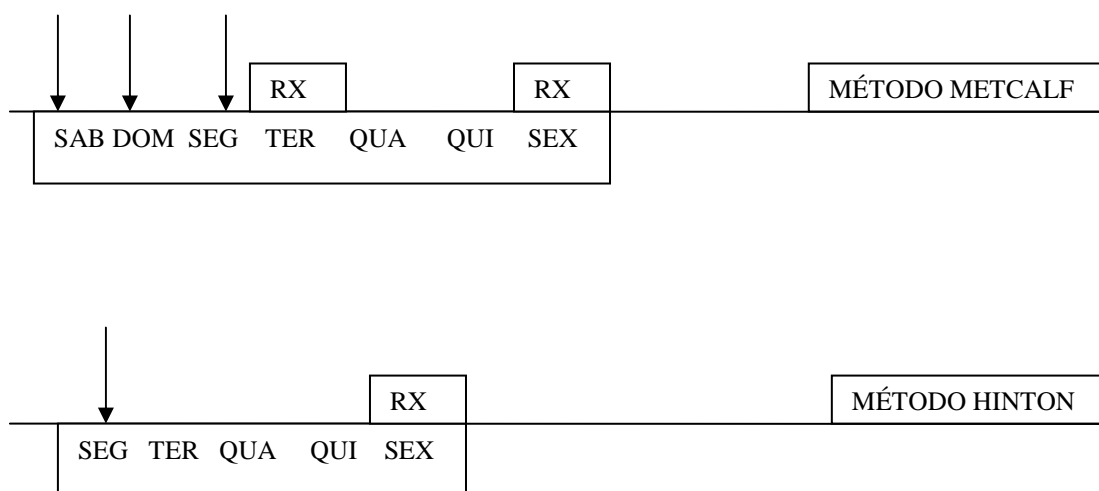 RX RX MÉTODO METCALF
SAB DOM SEG TER QUA QUI SEX
RX MÉTODO HINTON
SEG TER QUA QUI SEX